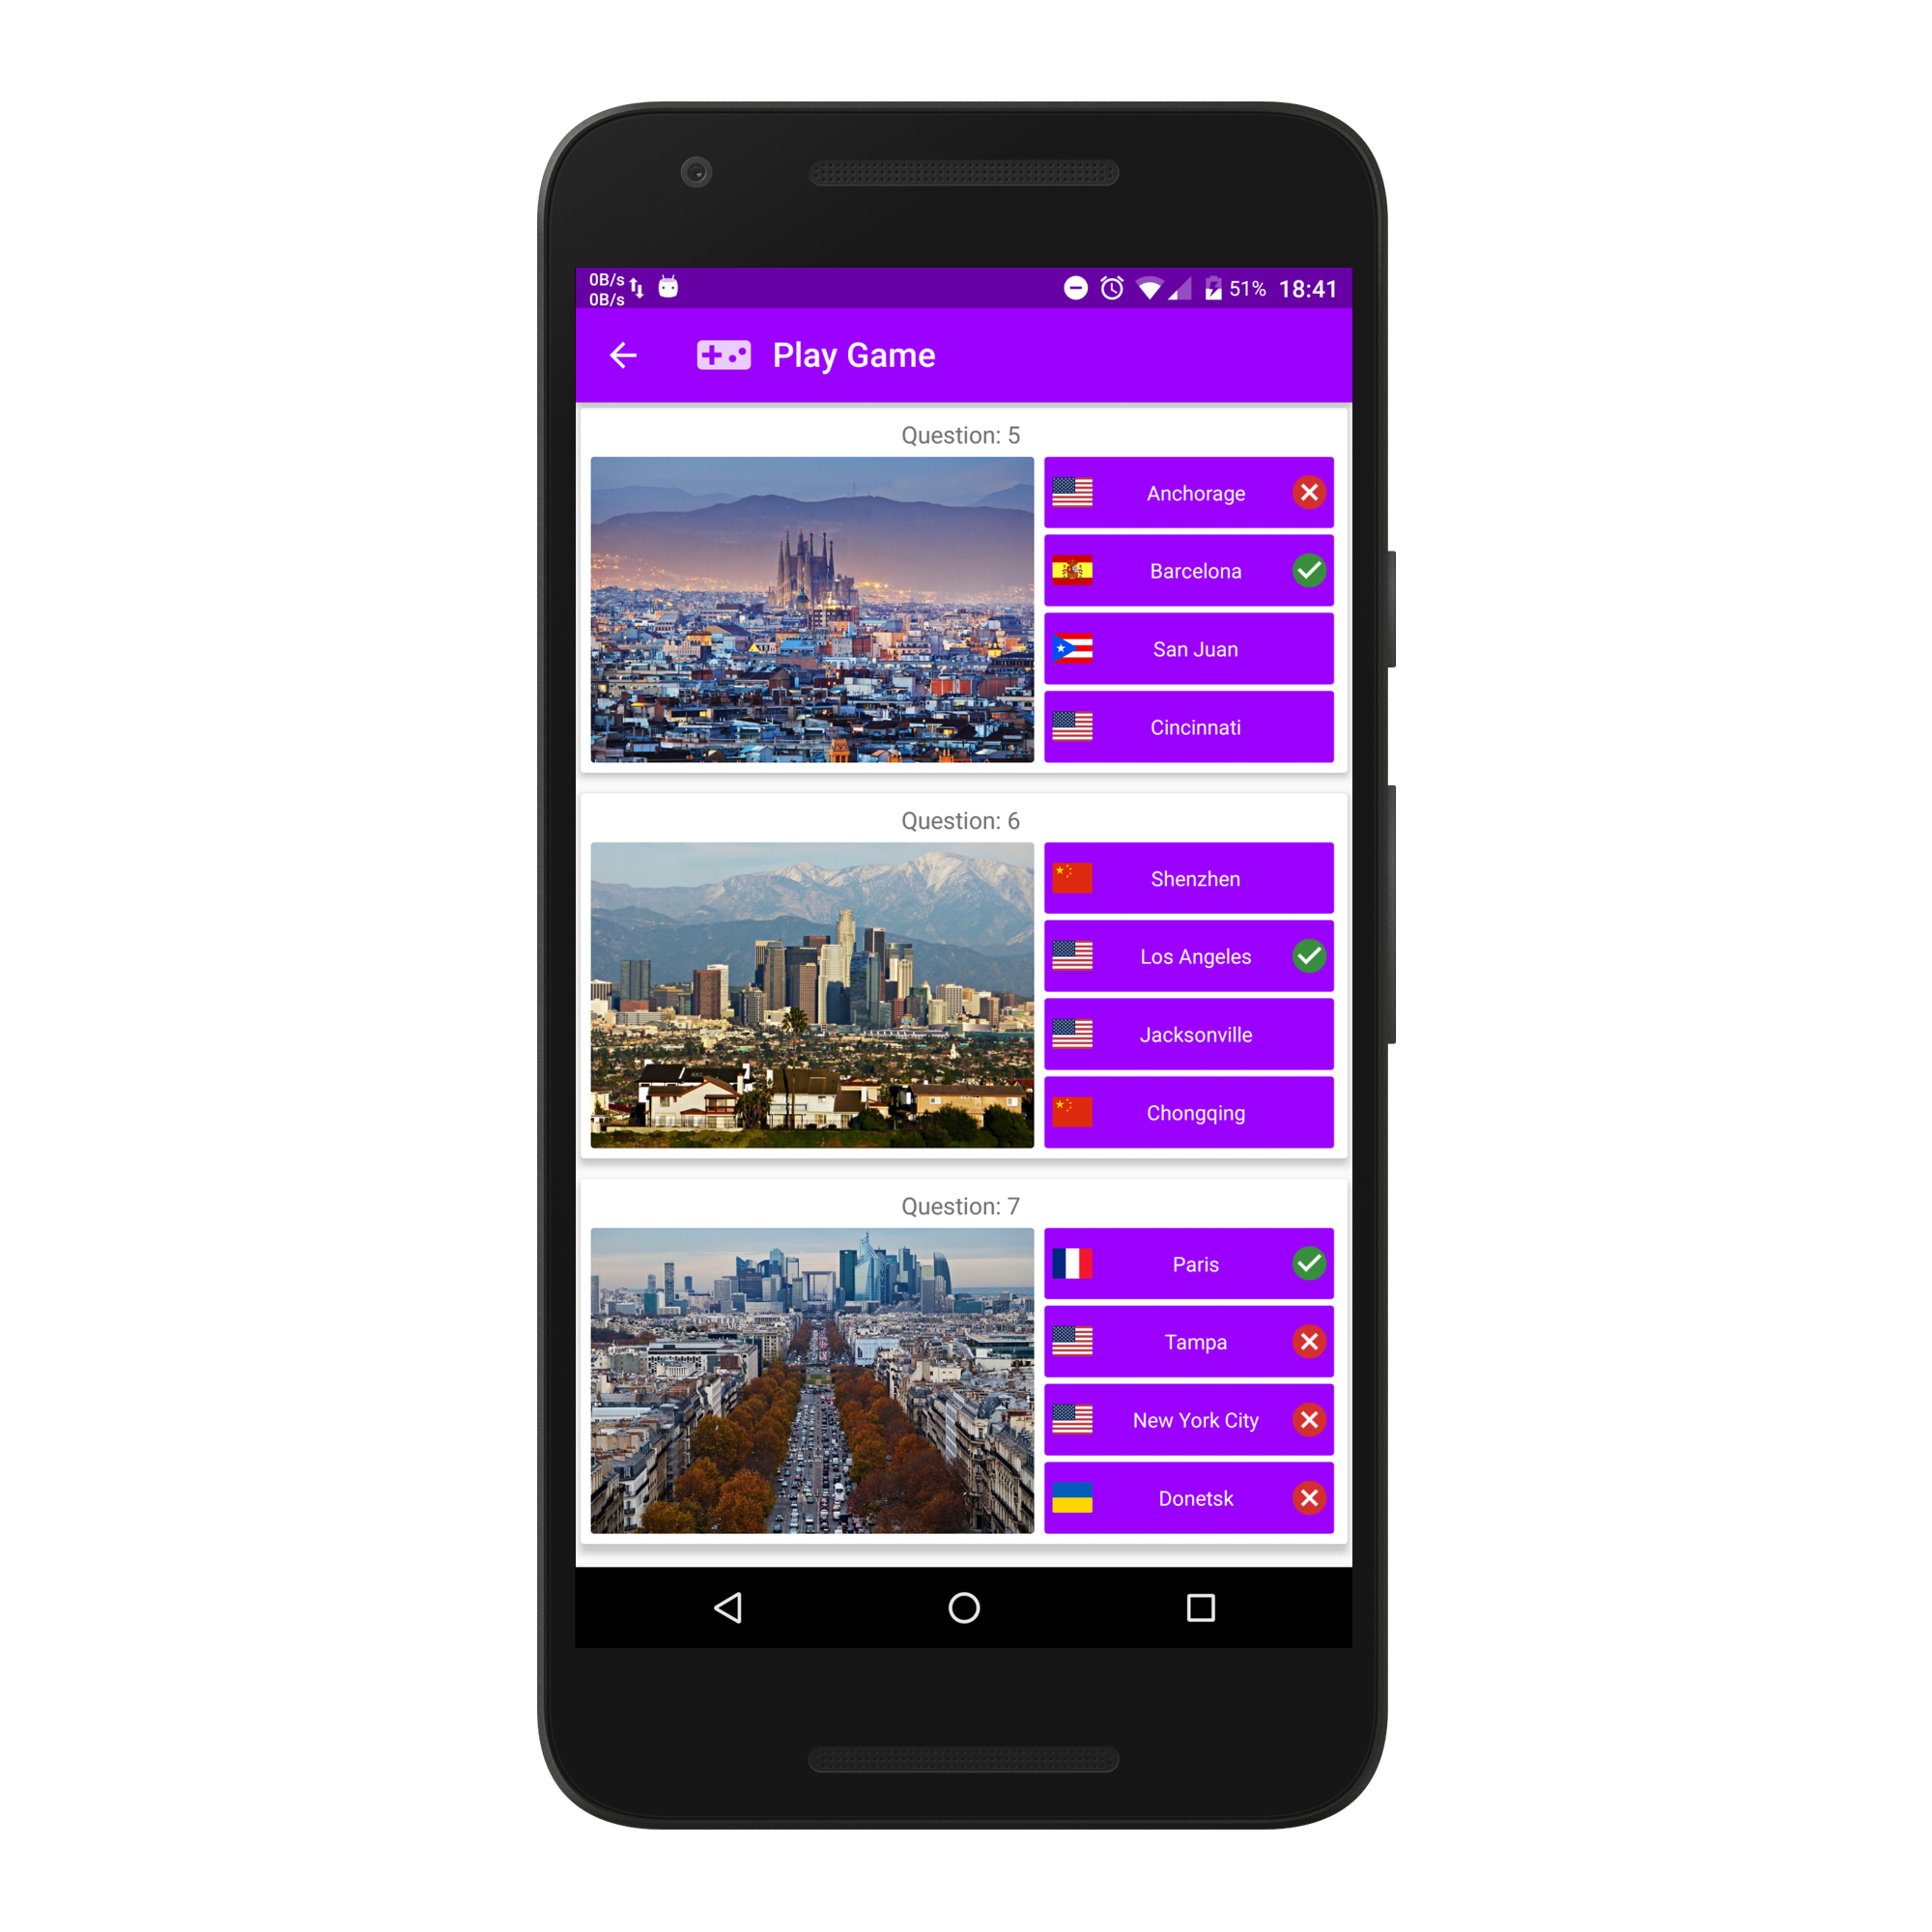 0B/s
0B/s
51% 18:41
Play Game
Question: 5
Anchorage
Barcelona
San Juan
Cincinnati
Question: 6
Shenzhen
Los Angeles
Jacksonville
Chongqing
Question: 7
Paris
Tampa
New York City
Donetsk